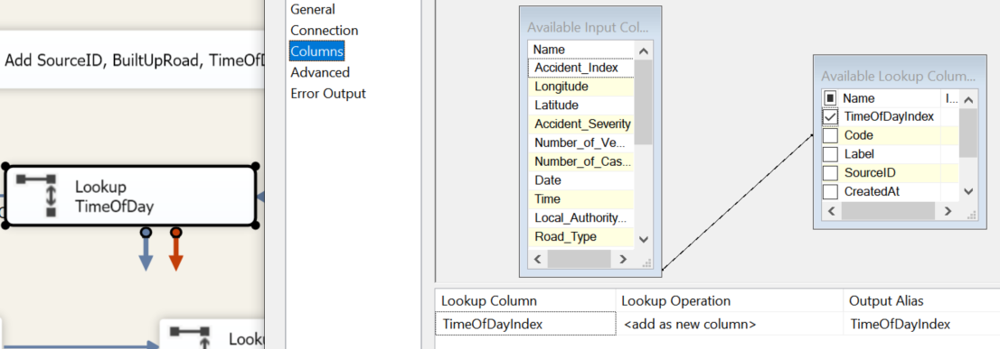 Add SourceID, BuiltUpRoad, TimeOfD
Lookup
TimeOfDay
Looku
General
Connection
Columns
Advanced
Error Output
Available Input Col...
Name
Accident_Index
Longitude
Latitude
Accident_Severity
Number_of_Ve...
Number_of_Cas...
Date
Time
Local_Authority...
Road_Type
Available Lookup Column...
Name I...
TimeOfDayIndex
Code
Label
SourceID
CreatedAt
Lookup Column Lookup Operation Output Alias
TimeOfDayIndex <add as new column> TimeOfDayIndex